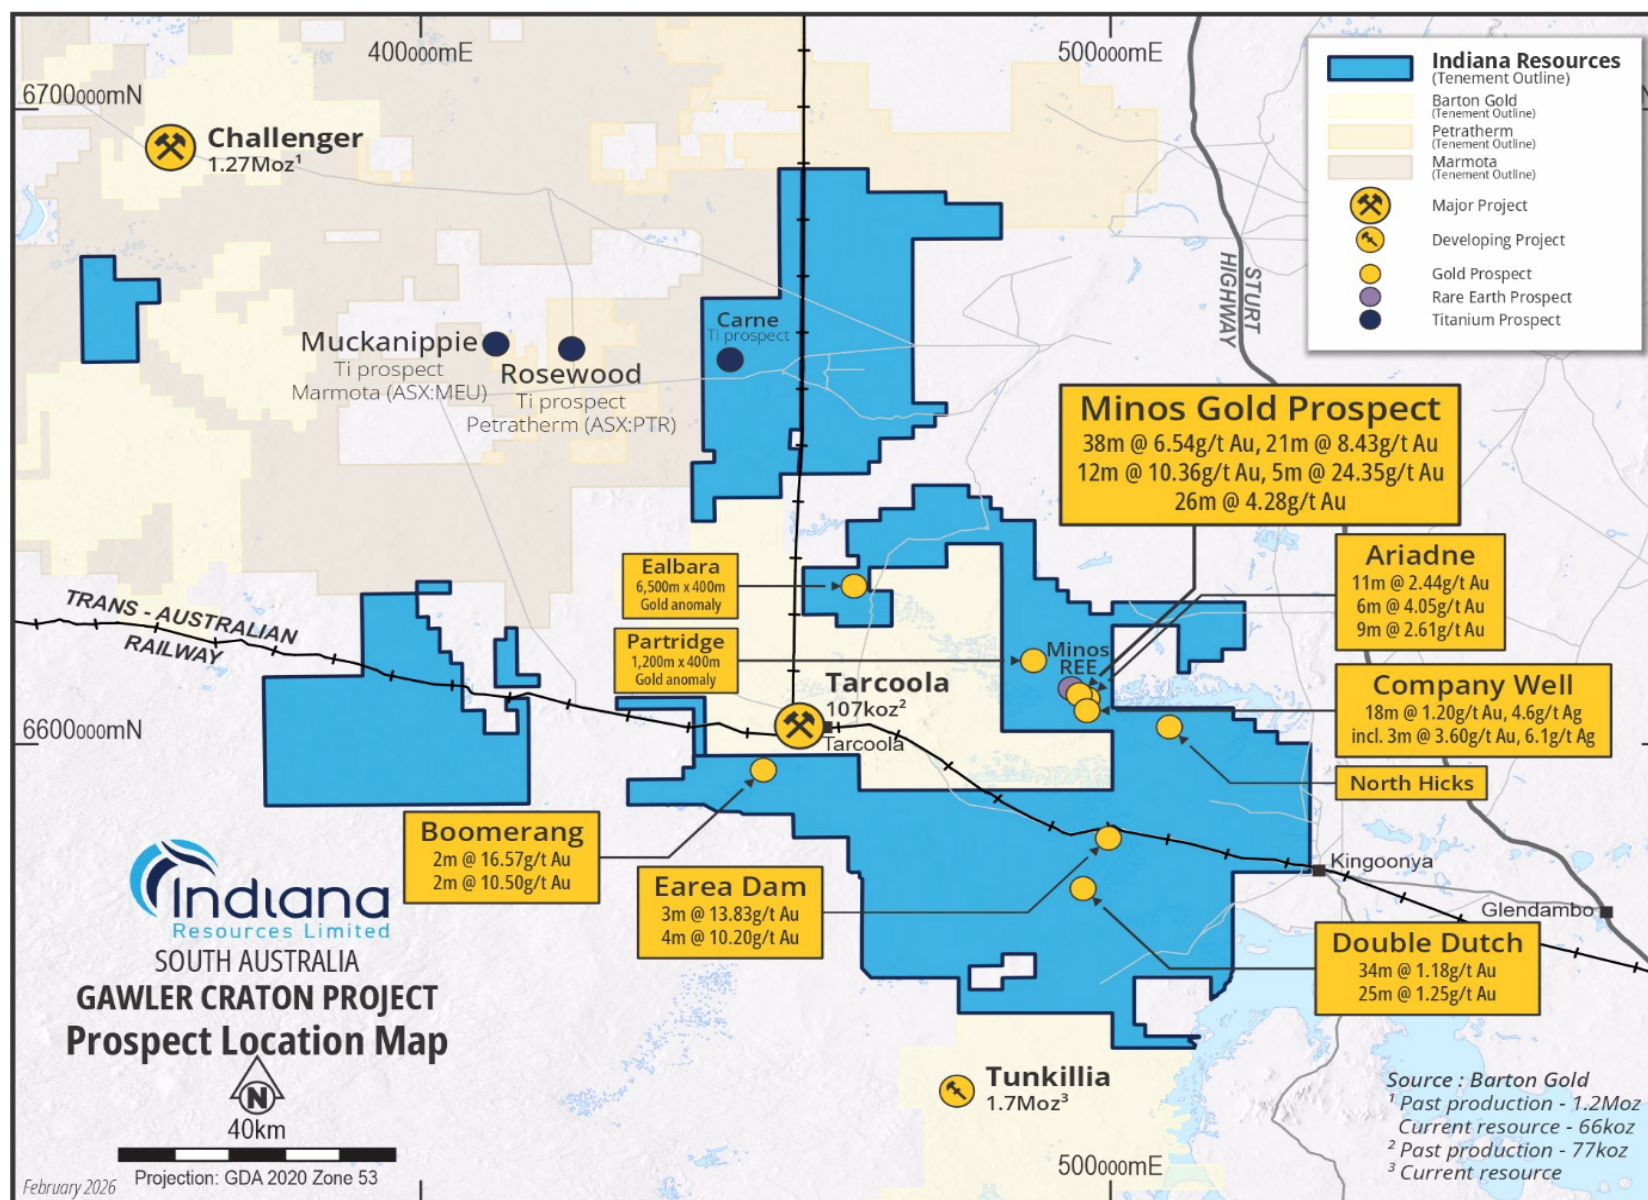 400000mE
500000mE
6700000mN
Indiana Resources
(Tenement Outline)
Barton Gold
(Tenement Outline)
Petratherm
(Tenement Outline)
Marmota
(Tenement Outline)
Major Project
Developing Project
Gold Prospect
Rare Earth Prospect
Titanium Prospect
Challenger
1.27Moz¹
STURT
HIGHWAY
Carne
Ti prospect
Muckanippie
Ti prospect
Marmota (ASX:MEU)
Rosewood
Ti prospect
Petratherm (ASX:PTR)
Minos Gold Prospect
38m @ 6.54g/t Au, 21m @ 8.43g/t Au
12m @ 10.36g/t Au, 5m @ 24.35g/t Au
26m @ 4.28g/t Au
Ariadne
11m @ 2.44g/t Au
6m @ 4.05g/t Au
9m @ 2.61g/t Au
Ealbara
6,500m x 400m
Gold anomaly
TRANS - AUSTRALIAN
RAILWAY
Partridge
1,200m x 400m
Gold anomaly
Minos
REE
Tarcoola
107koz²
Tarcoola
Company Well
18m @ 1.20g/t Au, 4.6g/t Ag
incl. 3m @ 3.60g/t Au, 6.1g/t Ag
6600000mN
North Hicks
Boomerang
2m @ 16.57g/t Au
2m @ 10.50g/t Au
Earea Dam
3m @ 13.83g/t Au
4m @ 10.20g/t Au
Kingoonya
Glendambo
Double Dutch
34m @ 1.18g/t Au
25m @ 1.25g/t Au
Indiana
Resources Limited
SOUTH AUSTRALIA
GAWLER CRATON PROJECT
Prospect Location Map
N
40km
Projection: GDA 2020 Zone 53
February 2026
Tunkillia
1.7Moz³
500000mE
Source : Barton Gold
¹ Past production - 1.2Moz
Current resource - 66koz
² Past production - 77koz
³ Current resource